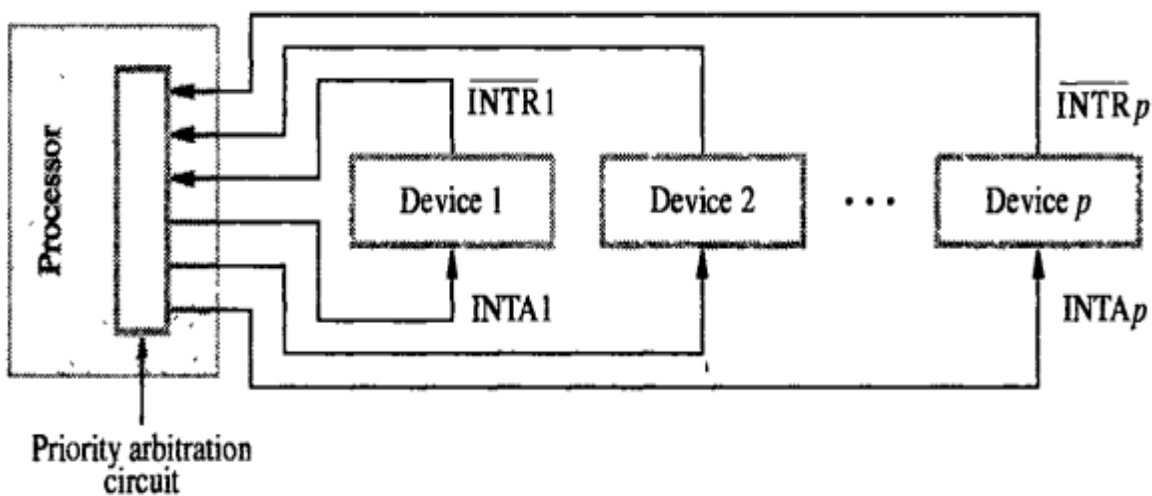 Processor
INTR1
INTRp
Device 1
Device 2
...
Device p
INTA1
INTAp
Priority arbitration
circuit